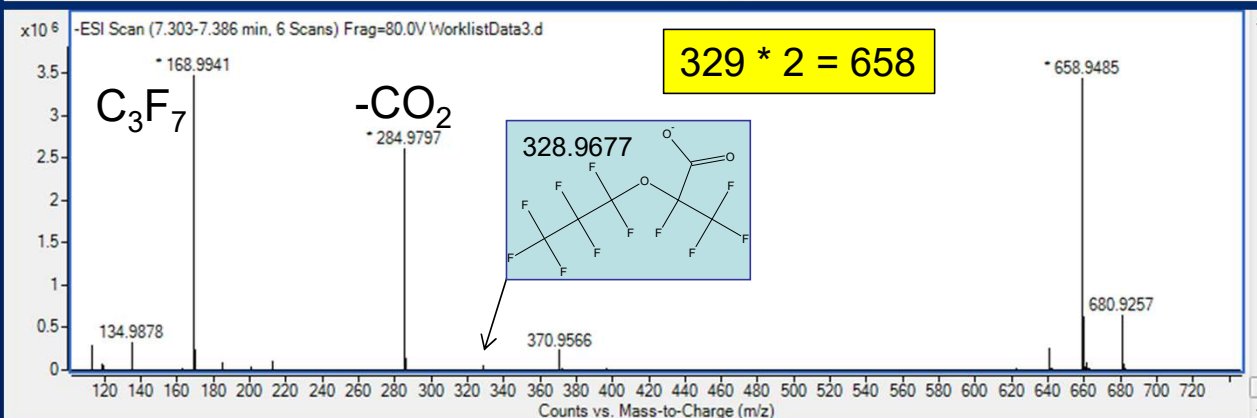 x10 6 -ESI Scan (7.303-7.386 min, 6 Scans) Frag=80.0V WorklistData3.d
329 * 2 = 658
3.5
3
2.5
2
1.5
1
0.5
0
* 168.9941
C3F7
-CO2
* 284.9797
* 658.9485
328.9677
O-
O
O
F
F
F
F
F
F
F
F
F
F
F
134.9878
370.9566
680.9257
120 140 160 180 200 220 240 260 280 300 320 340 360 380 400 420 440 460 480 500 520 540 560 580 600 620 640 660 680 700 720
Counts vs. Mass-to-Charge (m/z)